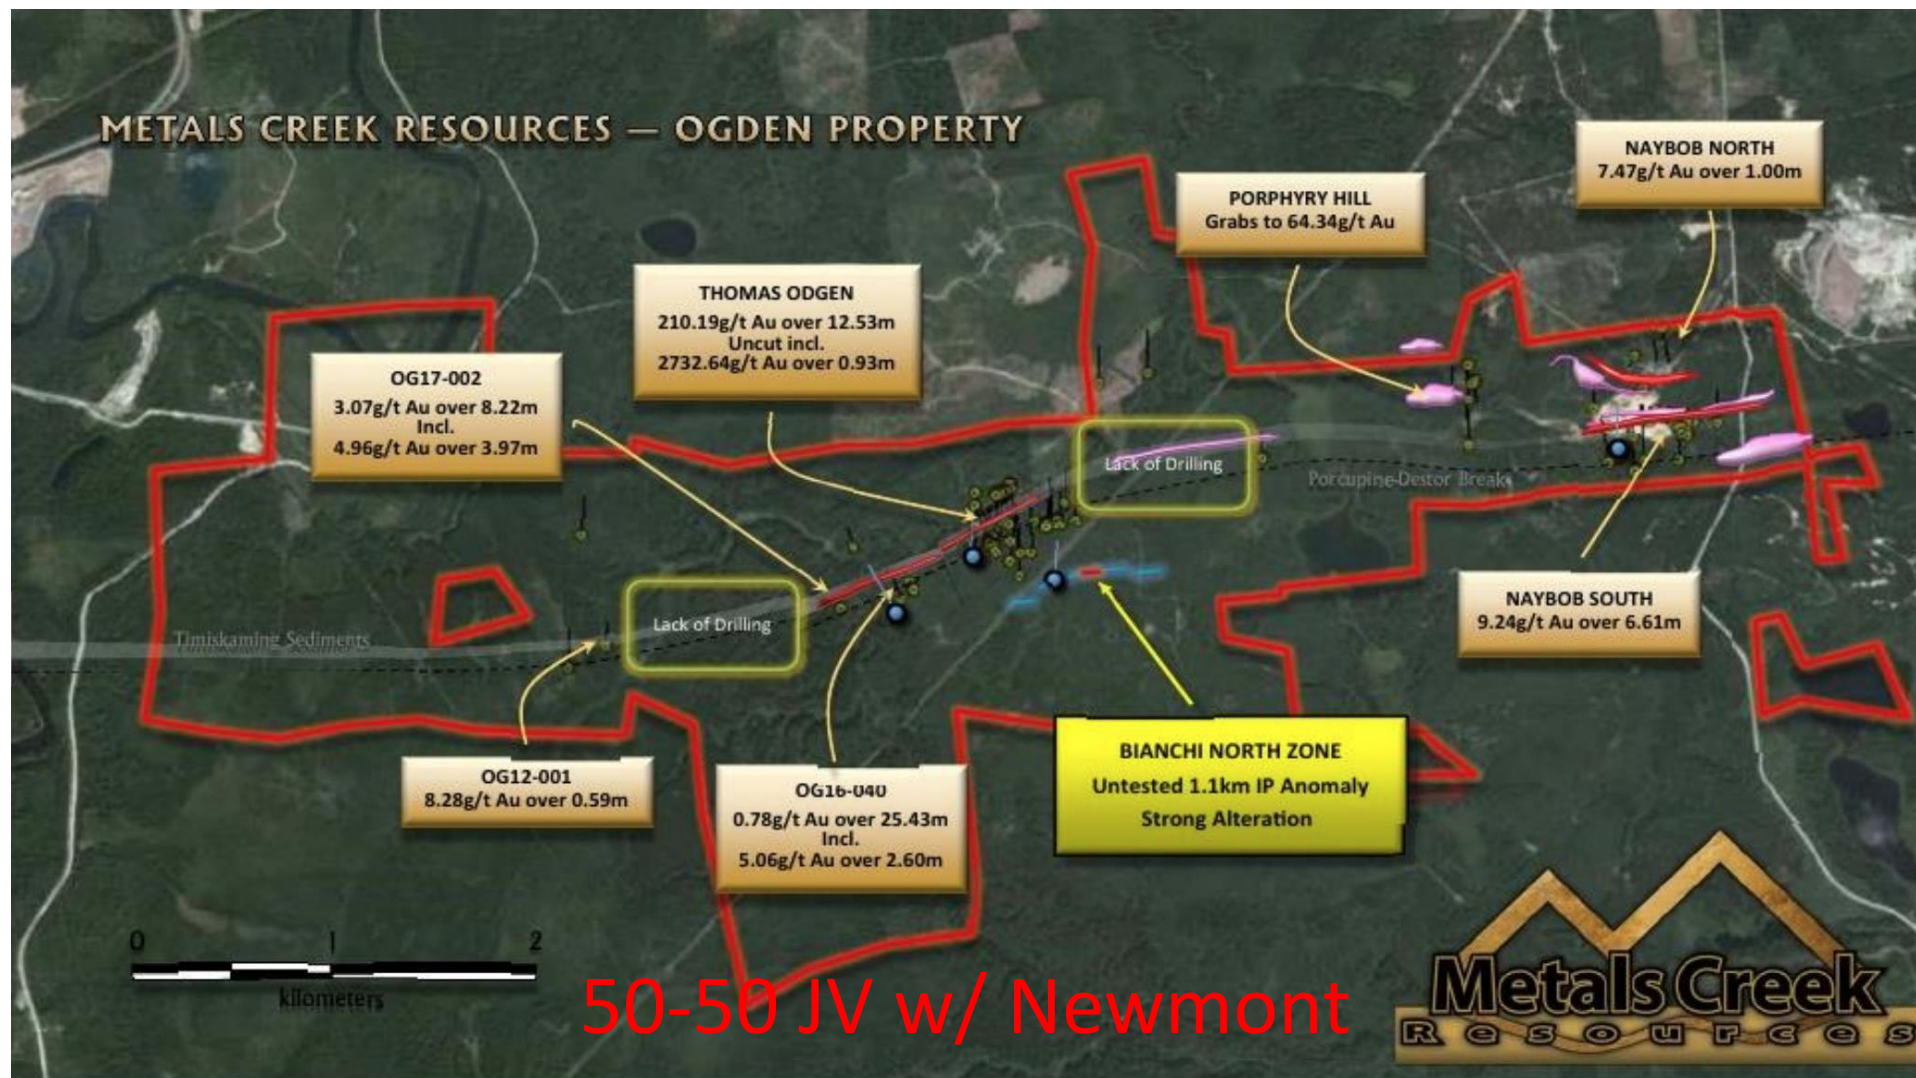 METALS CREEK RESOURCES — OGDEN PROPERTY
NAYBOB NORTH
7.47g/t Au over 1.00m
PORPHYRY HILL
Grabs to 64.34g/t Au
THOMAS ODGEN
210.19g/t Au over 12.53m
Uncut incl.
2732.64g/t Au over 0.93m
OG17-002
3.07g/t Au over 8.22m
Incl.
4.96g/t Au over 3.97m
Lack of Drilling
Porcupine-Destor Break
Lack of Drilling
Timiskaming Sediments
NAYBOB SOUTH
9.24g/t Au over 6.61m
OG12-001
8.28g/t Au over 0.59m
OG16-040
0.78g/t Au over 25.43m
Incl.
5.06g/t Au over 2.60m
BIANCHI NORTH ZONE
Untested 1.1km IP Anomaly
Strong Alteration
0 1 2
kilometers
50-50 JV w/ Newmont
Metals Creek
Resources